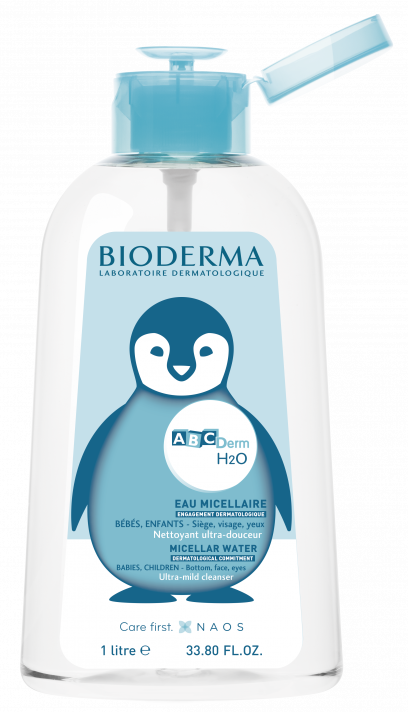 BIODERMA
LABORATOIRE DERMATOLOGIQUE
ABCDerm
H2O
EAU MICELLAIRE
ENGAGEMENT DERMATOLOGIQUE
BÉBÉS, ENFANTS - Siège, visage, yeux
Nettoyant ultra-douceur
MICELLAR WATER
DERMATOLOGICAL COMMITMENT
BABIES, CHILDREN - Bottom, face, eyes
Ultra-mild cleanser
Care first. NAOS
1 litre ℮ 33.80 FL.OZ.